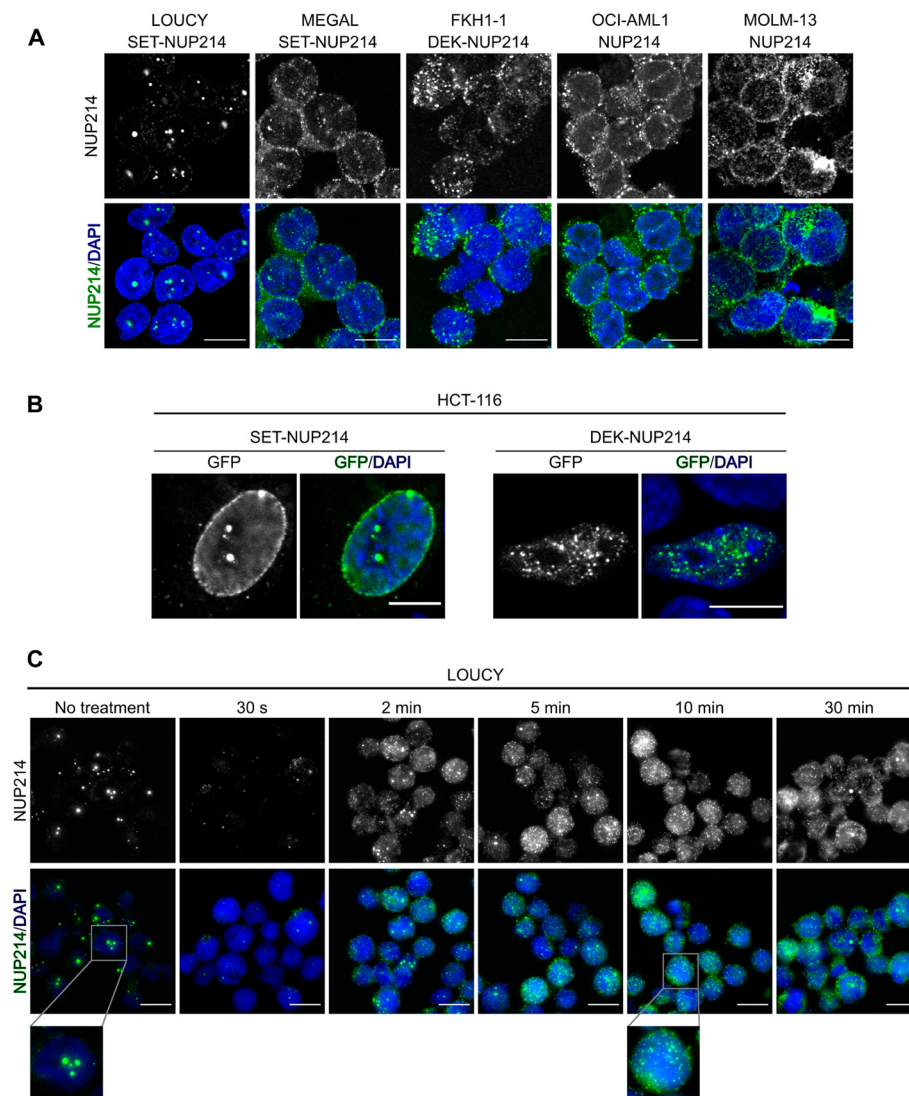 A
LOUCY
SET-NUP214
MEGAL
SET-NUP214
FKH1-1
DEK-NUP214
OCI-AML1
NUP214
MOLM-13
NUP214
NUP214
NUP214/DAPI
B
HCT-116
SET-NUP214
DEK-NUP214
GFP
GFP/DAPI
GFP
GFP/DAPI
C
LOUCY
No treatment
30 s
2 min
5 min
10 min
30 min
NUP214
NUP214/DAPI